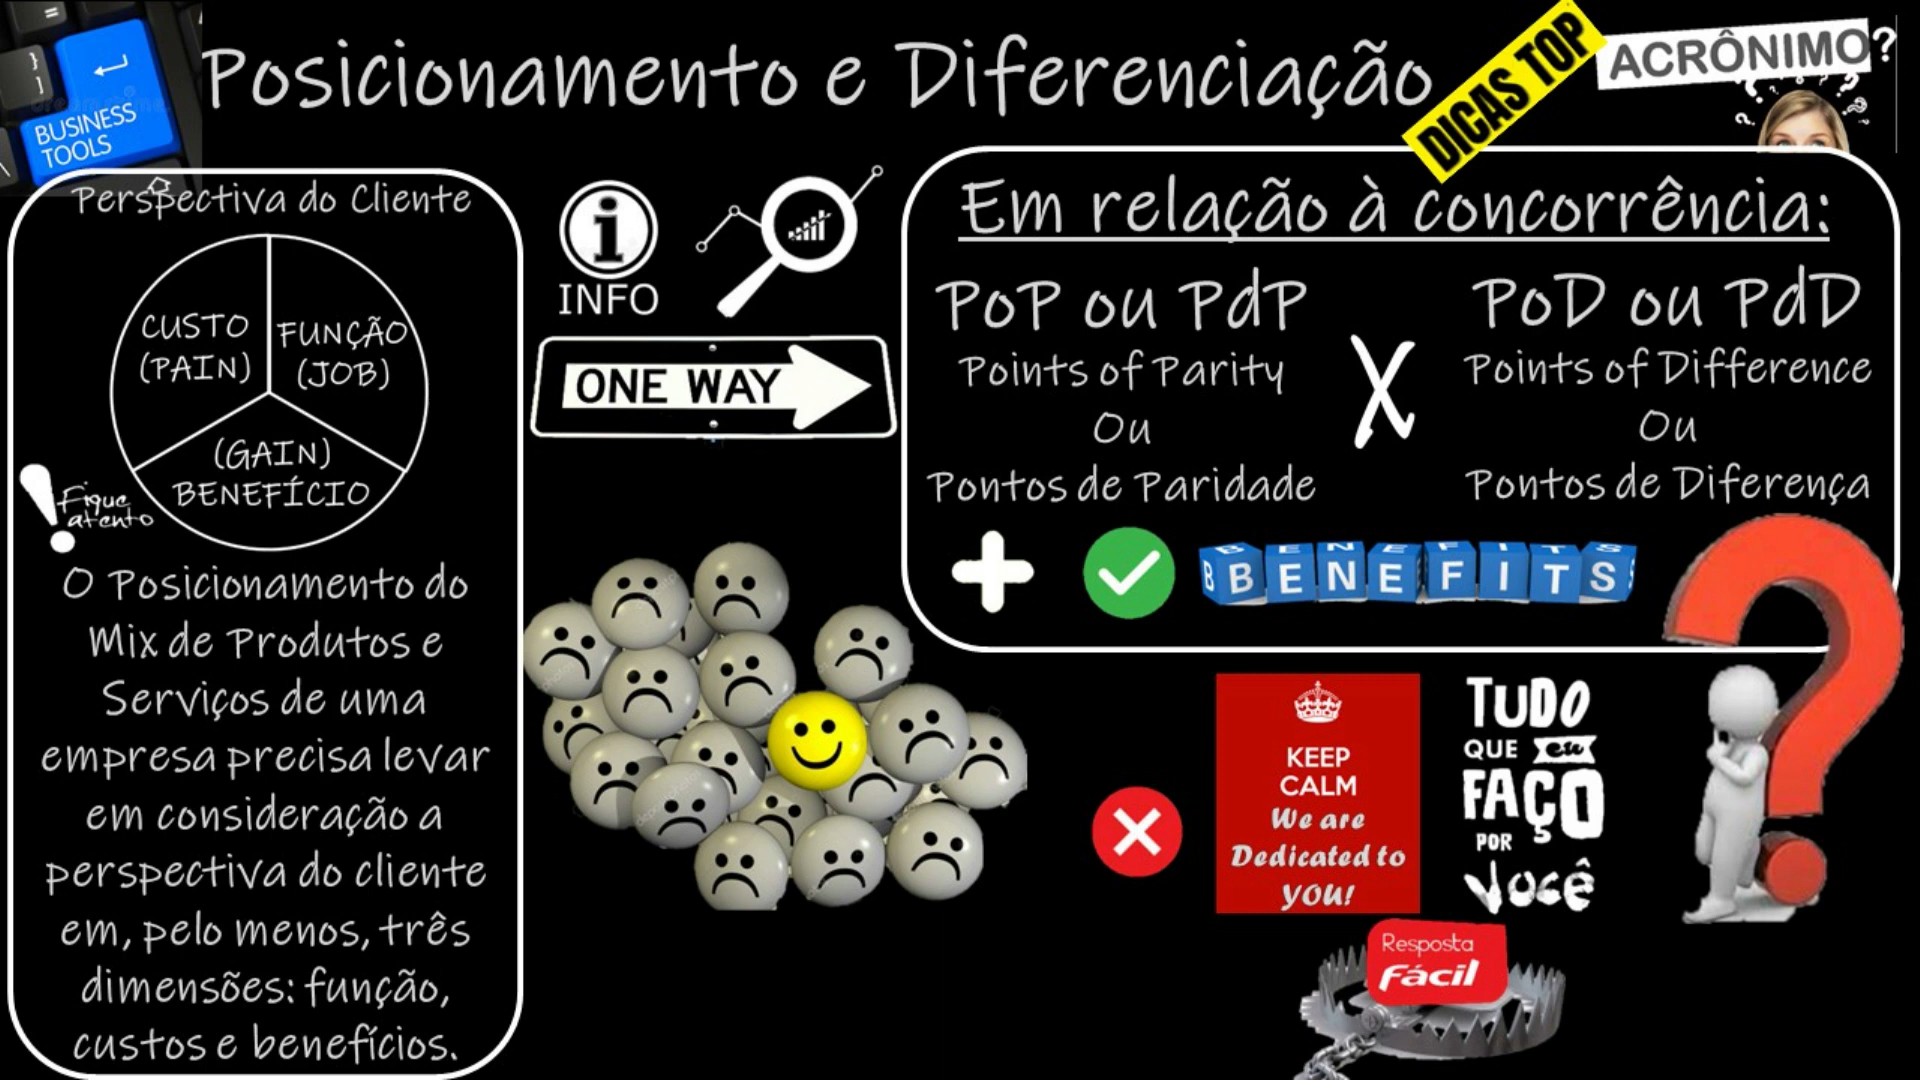 BUSINESS
TOOLS
Posicionamento e Diferenciação
DICAS TOP
ACRÔNIMO?
Perspectiva do Cliente
CUSTO
(PAIN)
FUNÇÃO
(JOB)
(GAIN)
BENEFÍCIO
! Fique
atento
O Posicionamento do
Mix de Produtos e
Serviços de uma
empresa precisa levar
em consideração a
perspectiva do cliente
em, pelo menos, três
dimensões: função,
custos e benefícios.
i
INFO
ONE WAY
Em relação à concorrência:
PoP ou PdP
Points of Parity
Ou
Pontos de Paridade
X
PoD ou PdD
Points of Difference
Ou
Pontos de Diferença
BENEFITS
KEEP
CALM
We are
Dedicated to
YOU!
TUDO
QUE eu
FAÇO
POR
você
Resposta
fácil